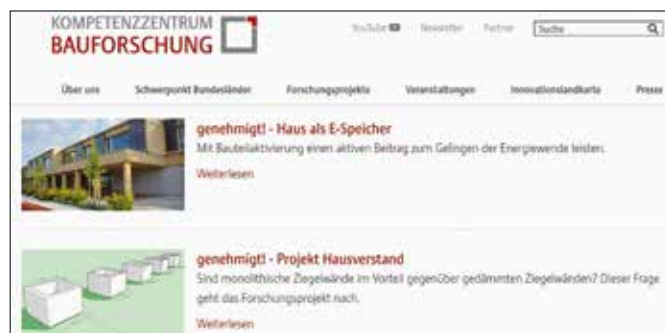 KOMPETENZZENTRUM
BAUFORSCHUNG
YouTube Newsletter Partner Suche
Über uns Schwerpunkt Bundesländer Forschungsprojekte Veranstaltungen Innovationslandkarte Presse
genehmigt! - Haus als E-Speicher
Mit Bauteilaktivierung einen aktiven Beitrag zum Gelingen der Energiewende leisten.
Weiterlesen
genehmigt! - Projekt Hausverstand
Sind monolithische Ziegelwände im Vorteil gegenüber gedämmten Ziegelwänden? Dieser Frage
geht das Forschungsprojekt nach.
Weiterlesen